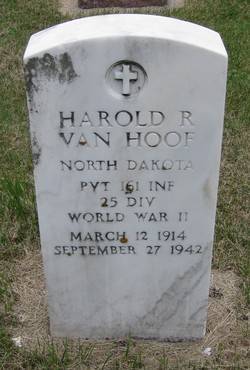 HAROLD R
VAN HOOF
NORTH DAKOTA
PVT 161 INF
25 DIV
WORLD WAR II
MARCH 12 1914
SEPTEMBER 27 1942